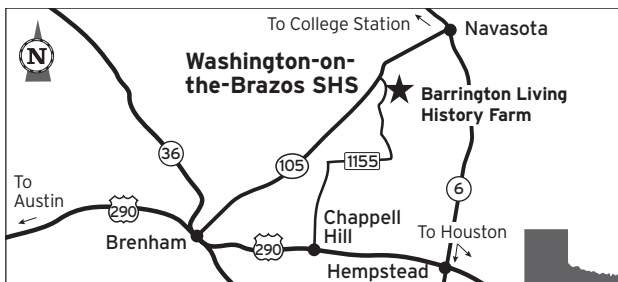 To College Station
Navasota
N
Washington-on-
the-Brazos SHS
Barrington Living
History Farm
36
105
1155
6
To
Austin
290
Brenham
290
Chappell
Hill
To Houston
Hempstead